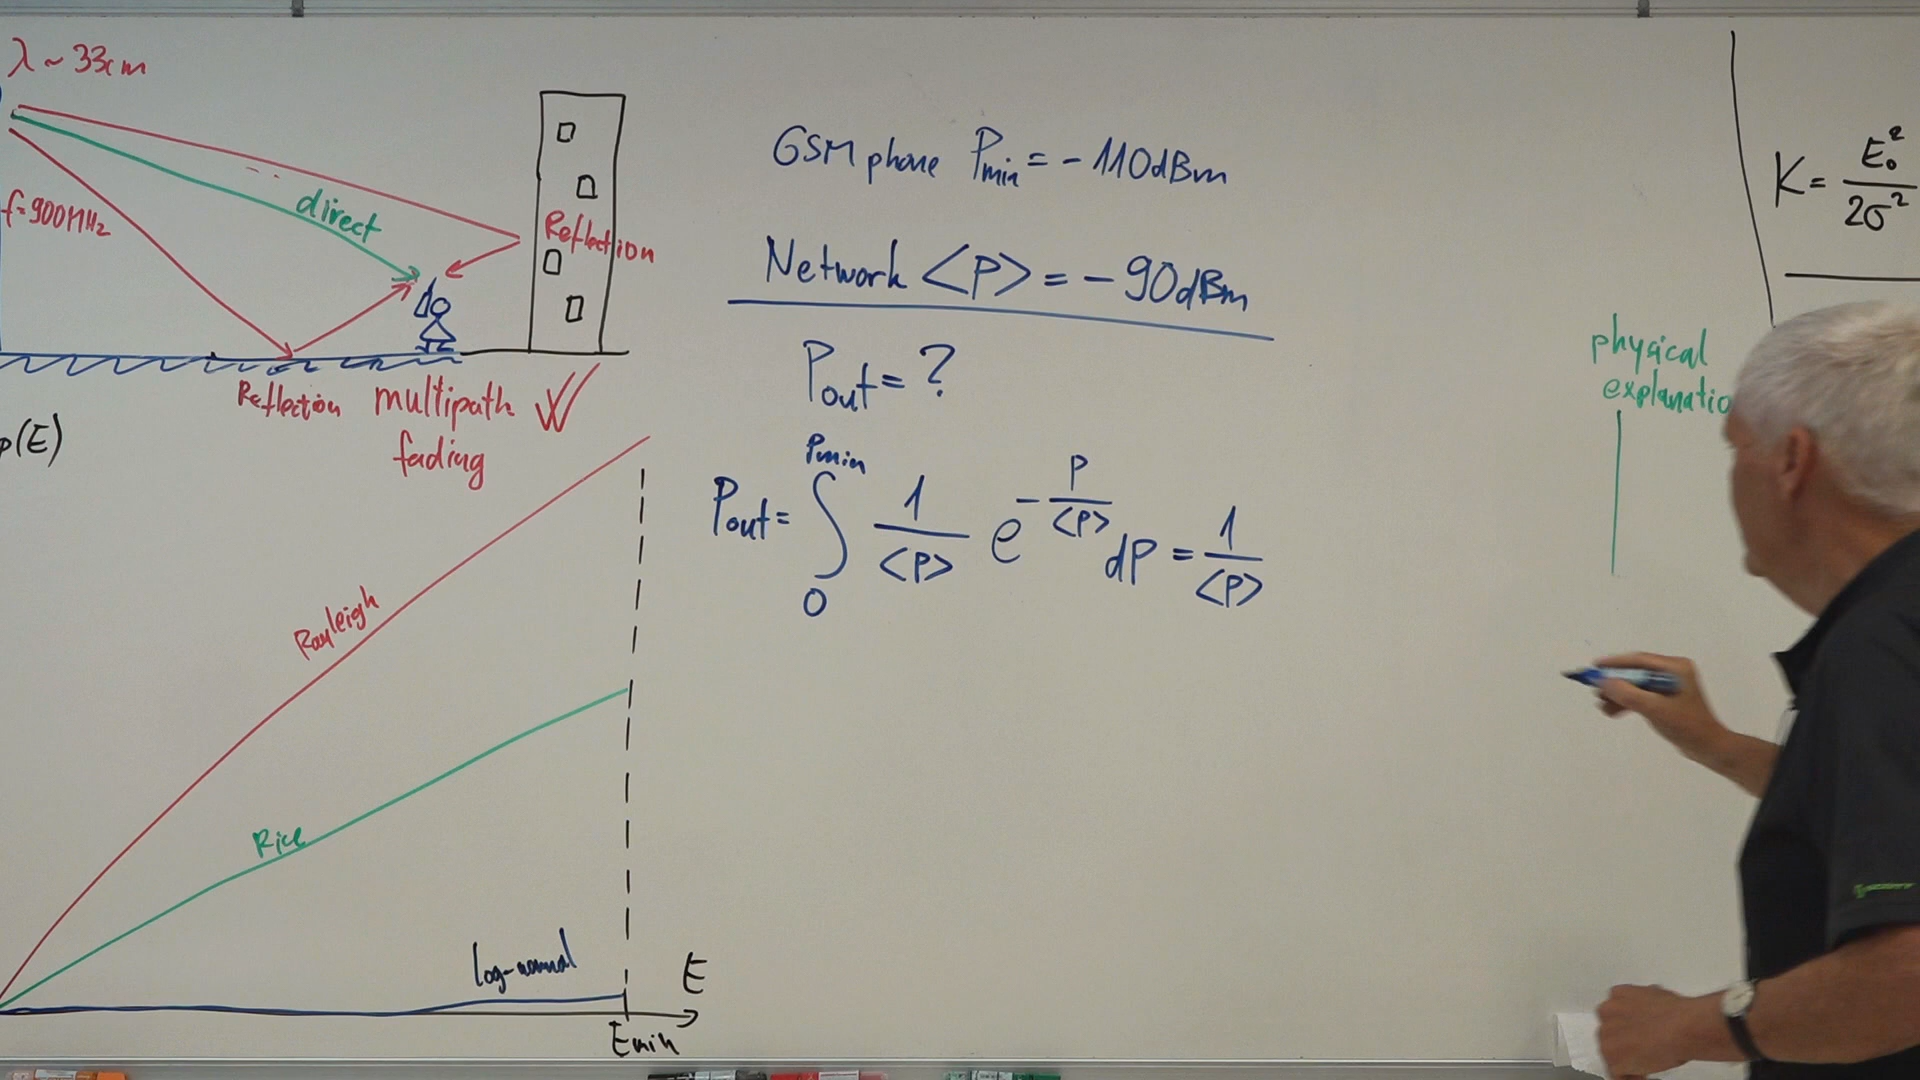 λ ~ 33cm
f=900MHz
direct
Reflection
Reflection
multipath
fading
p(E)
Rayleigh
Rice
log-normal
E
Emin
GSM phone Pmin = -110dBm
Network <P> = -90dBm
Pout = ?
Pout = ∫₀^Pmin 1/<P> e^(-P/<P>) dP = 1/<P>
physical
explanatio
K = E₀²/2σ²